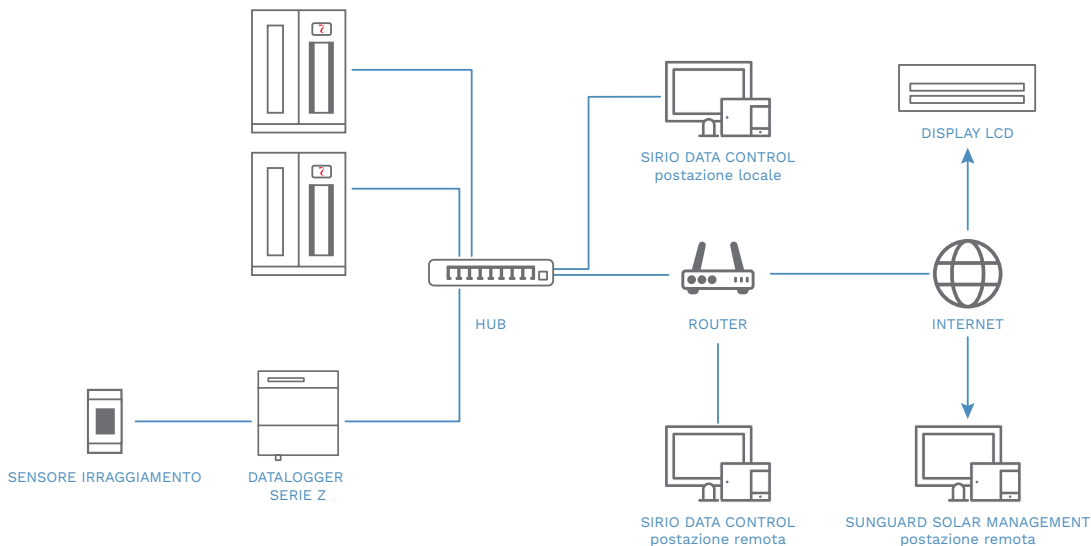 DISPLAY LCD
SIRIO DATA CONTROL
postazione locale
HUB
ROUTER
INTERNET
SENSORE IRRAGGIAMENTO
DATALOGGER
SERIE Z
SIRIO DATA CONTROL
postazione remota
SUNGUARD SOLAR MANAGEMENT
postazione remota